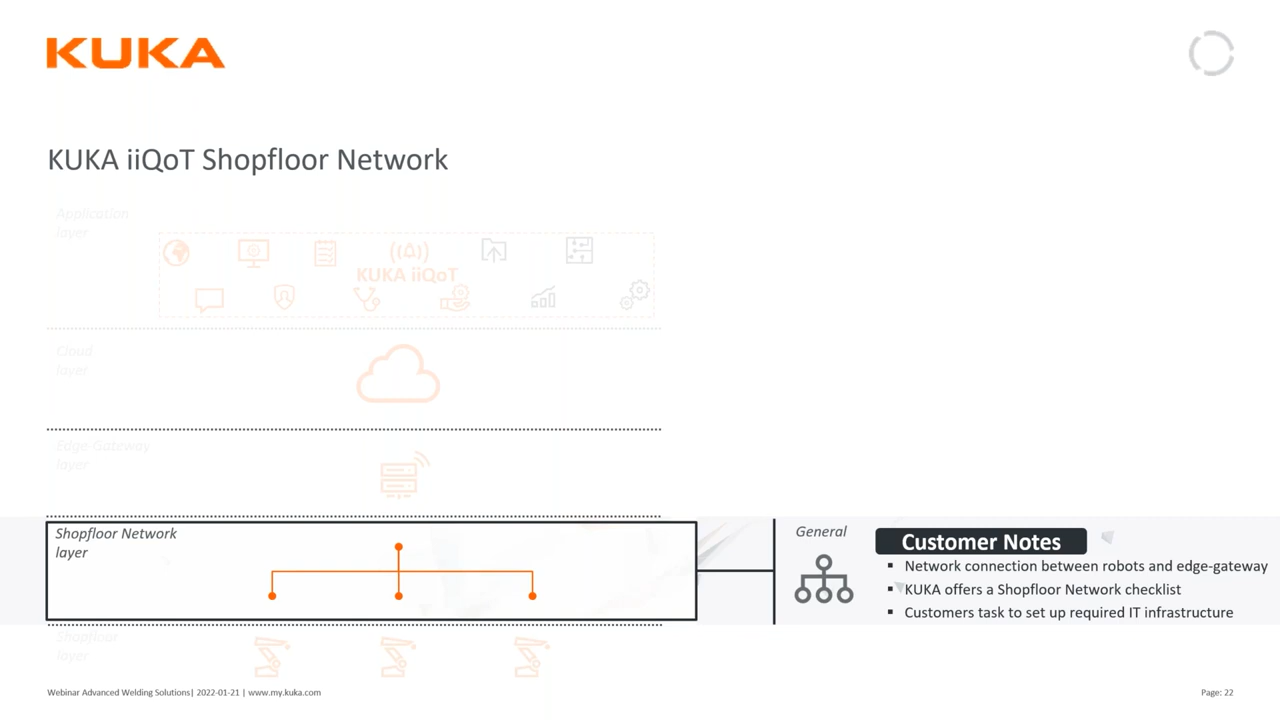 KUKA
KUKA iiQoT Shopfloor Network
Application
layer
KUKA iiQoT
Cloud
layer
Edge-Gateway
layer
Shopfloor Network
layer
General
Customer Notes
▪ Network connection between robots and edge-gateway
▪ KUKA offers a Shopfloor Network checklist
▪ Customers task to set up required IT infrastructure
Shopfloor
layer
Webinar Advanced Welding Solutions| 2022-01-21 | www.my.kuka.com
Page: 22